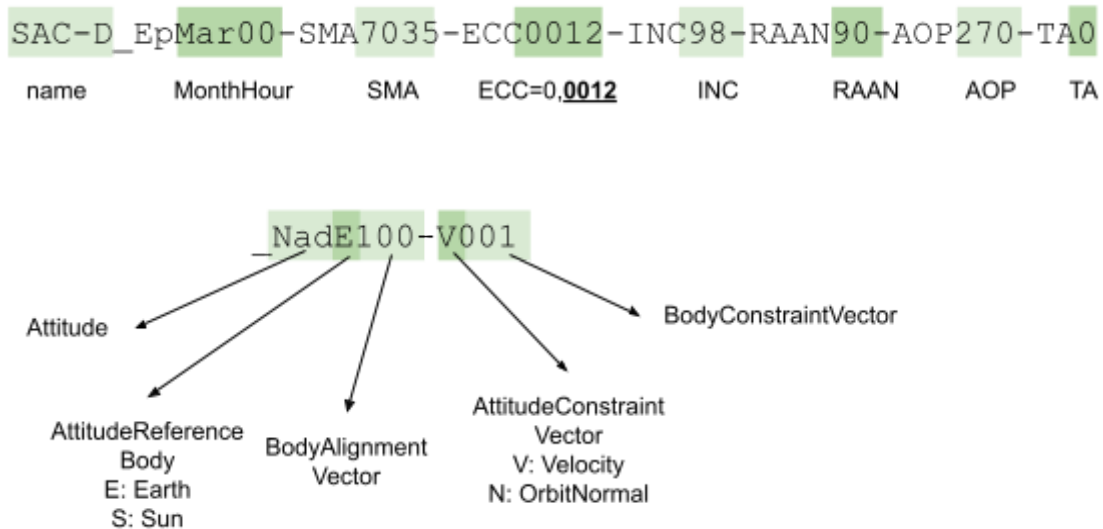 SAC-D_EpMar00-SMA7035-ECC0012-INC98-RAAN90-AOP270-TA0
name MonthHour SMA ECC=0,0012 INC RAAN AOP TA
_NadE100-V001
Attitude
BodyConstraintVector
AttitudeReference
Body
E: Earth
S: Sun
BodyAlignment
Vector
AttitudeConstraint
Vector
V: Velocity
N: OrbitNormal